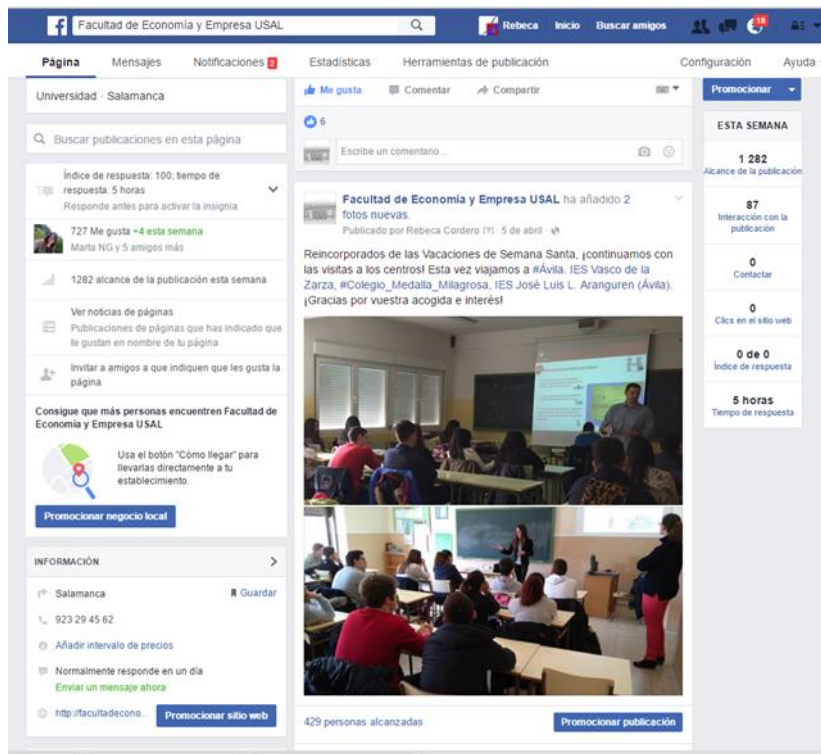 Facultad de Economía y Empresa USAL
Rebeca Inicio Buscar amigos
18
Página Mensajes Notificaciones 2 Estadísticas Herramientas de publicación Configuración Ayuda
Universidad · Salamanca
Buscar publicaciones en esta página
Índice de respuesta: 100; tiempo de
respuesta: 5 horas
Responde antes para activar la insignia
727 Me gusta +4 esta semana
Marta NG y 5 amigos más
1282 alcance de la publicación esta semana
Ver noticias de páginas
Publicaciones de páginas que has indicado que
te gustan en nombre de tu página
Invitar a amigos a que indiquen que les gusta la
página
Consigue que más personas encuentren Facultad de
Economía y Empresa USAL
Usa el botón "Cómo llegar" para
llevarlas directamente a tu
establecimiento.
Promocionar negocio local
INFORMACIÓN
Salamanca
Guardar
923 29 45 62
Añadir intervalo de precios
Normalmente responde en un día
Enviar un mensaje ahora
http://facultadecono...
Promocionar sitio web
Me gusta Comentar Compartir
6
Escribe un comentario...
Facultad de Economía y Empresa USAL ha añadido 2
fotos nuevas.
Publicado por Rebeca Cordero [?] · 5 de abril ·
Reincorporados de las Vacaciones de Semana Santa, ¡continuamos con
las visitas a los centros! Esta vez viajamos a #Ávila. IES Vasco de la
Zarza, #Colegio_Medalla_Milagrosa, IES José Luis L. Aranguren (Ávila).
¡Gracias por vuestra acogida e interés!
429 personas alcanzadas
Promocionar publicación
Promocionar
ESTA SEMANA
1 282
Alcance de la publicación
87
Interacción con la
publicación
0
Contactar
0
Clics en el sitio web
0 de 0
Índice de respuesta
5 horas
Tiempo de respuesta